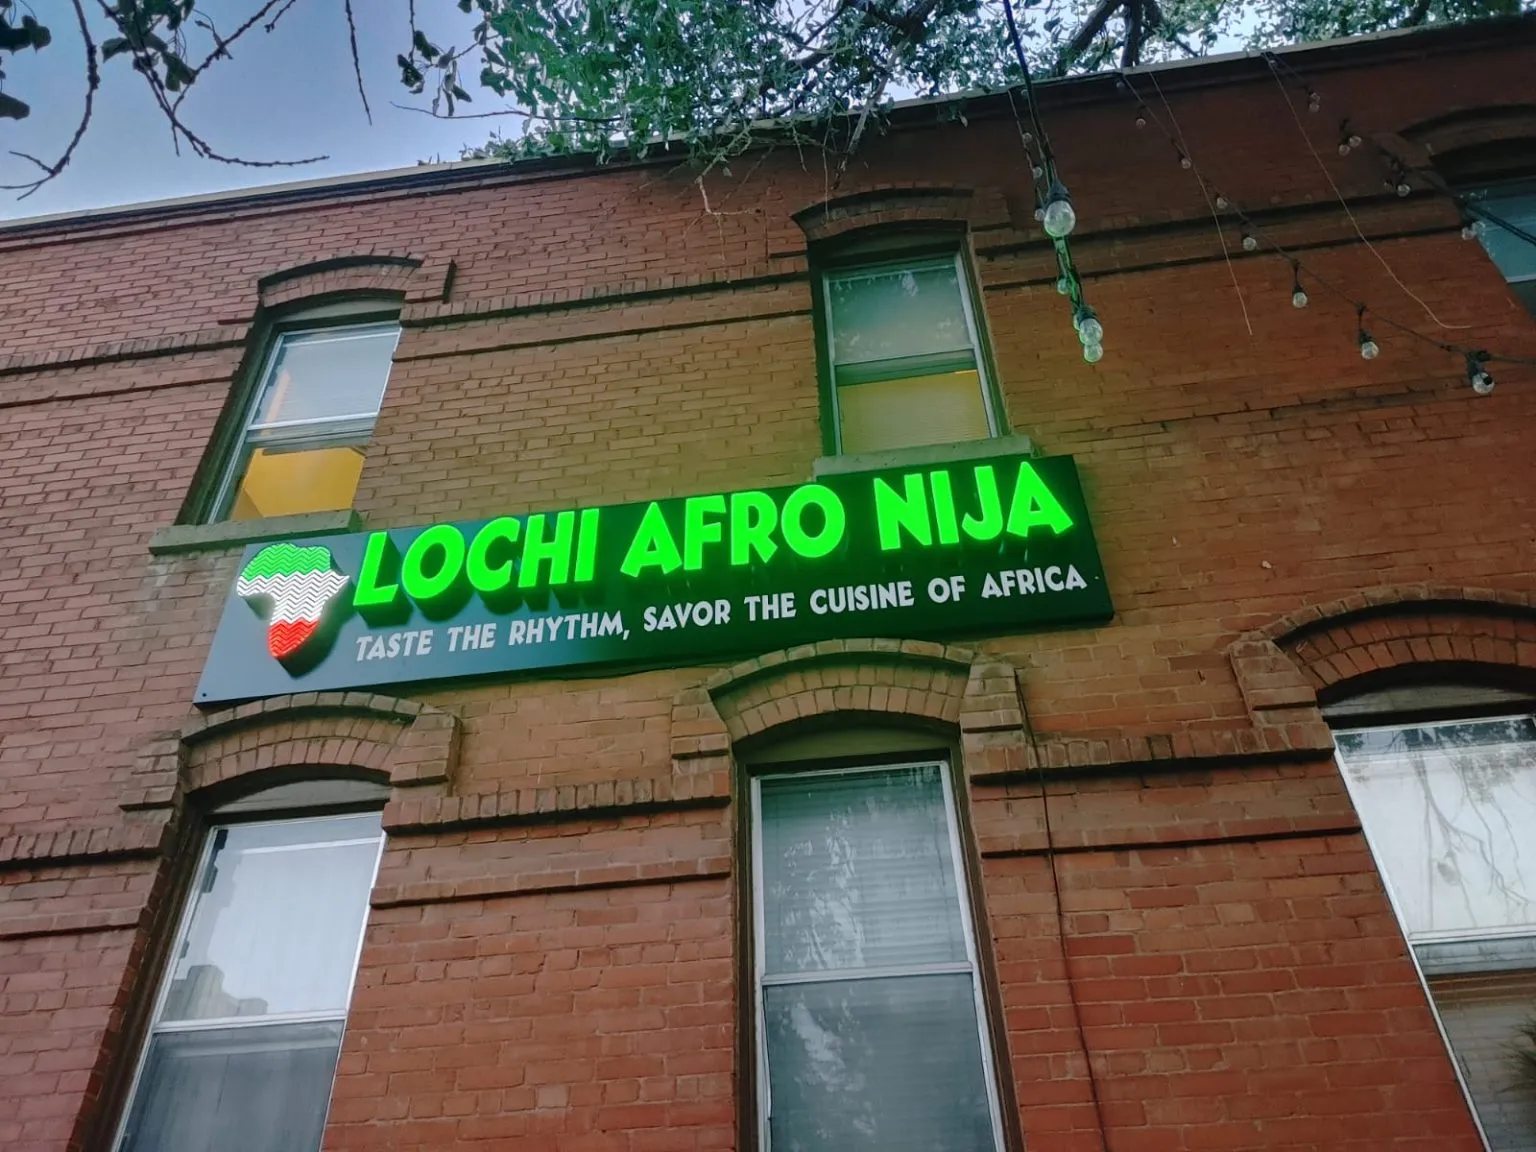 LOCHI AFRO NIJA
TASTE THE RHYTHM, SAVOR THE CUISINE OF AFRICA